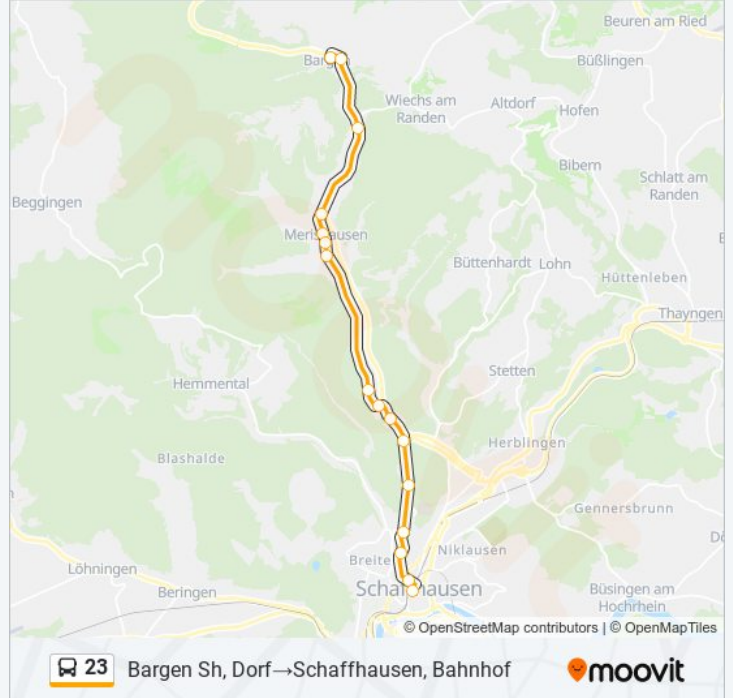 Beuren am Ried
Bargen
Büßlingen
Wiechs am
Randen
Altdorf
Hofen
Bibern
Schlatt am
Randen
Beggingen
Merishausen
Büttenhardt
Lohn
Hüttenleben
Thayngen
Stetten
Hemmental
Herblingen
Blashalde
Gennersbrunn
Niklausen
Breite
Löhningen
Beringen
Schaffhausen
Büsingen am
Hochrhein
© OpenStreetMap contributors | © OpenMapTiles
23 Bargen Sh, Dorf→Schaffhausen, Bahnhof
moovit